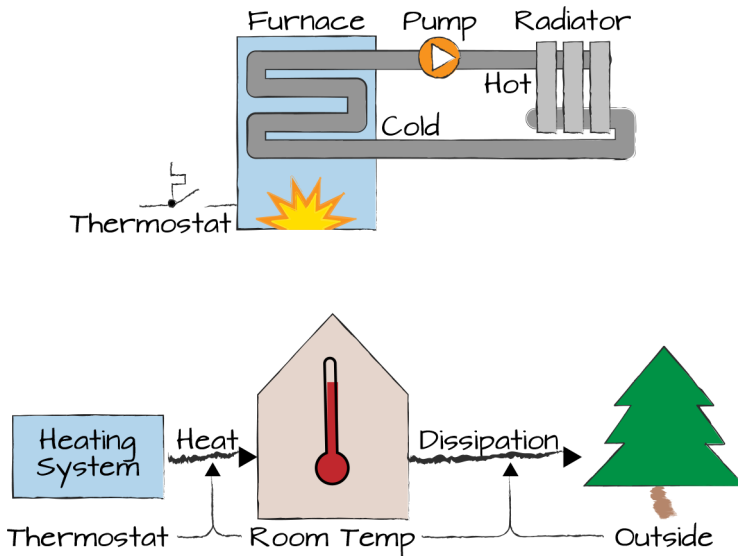 Furnace
Pump
Radiator
Hot
Cold
Thermostat
Heating
System
Heat
Dissipation
Thermostat
Room Temp
Outside